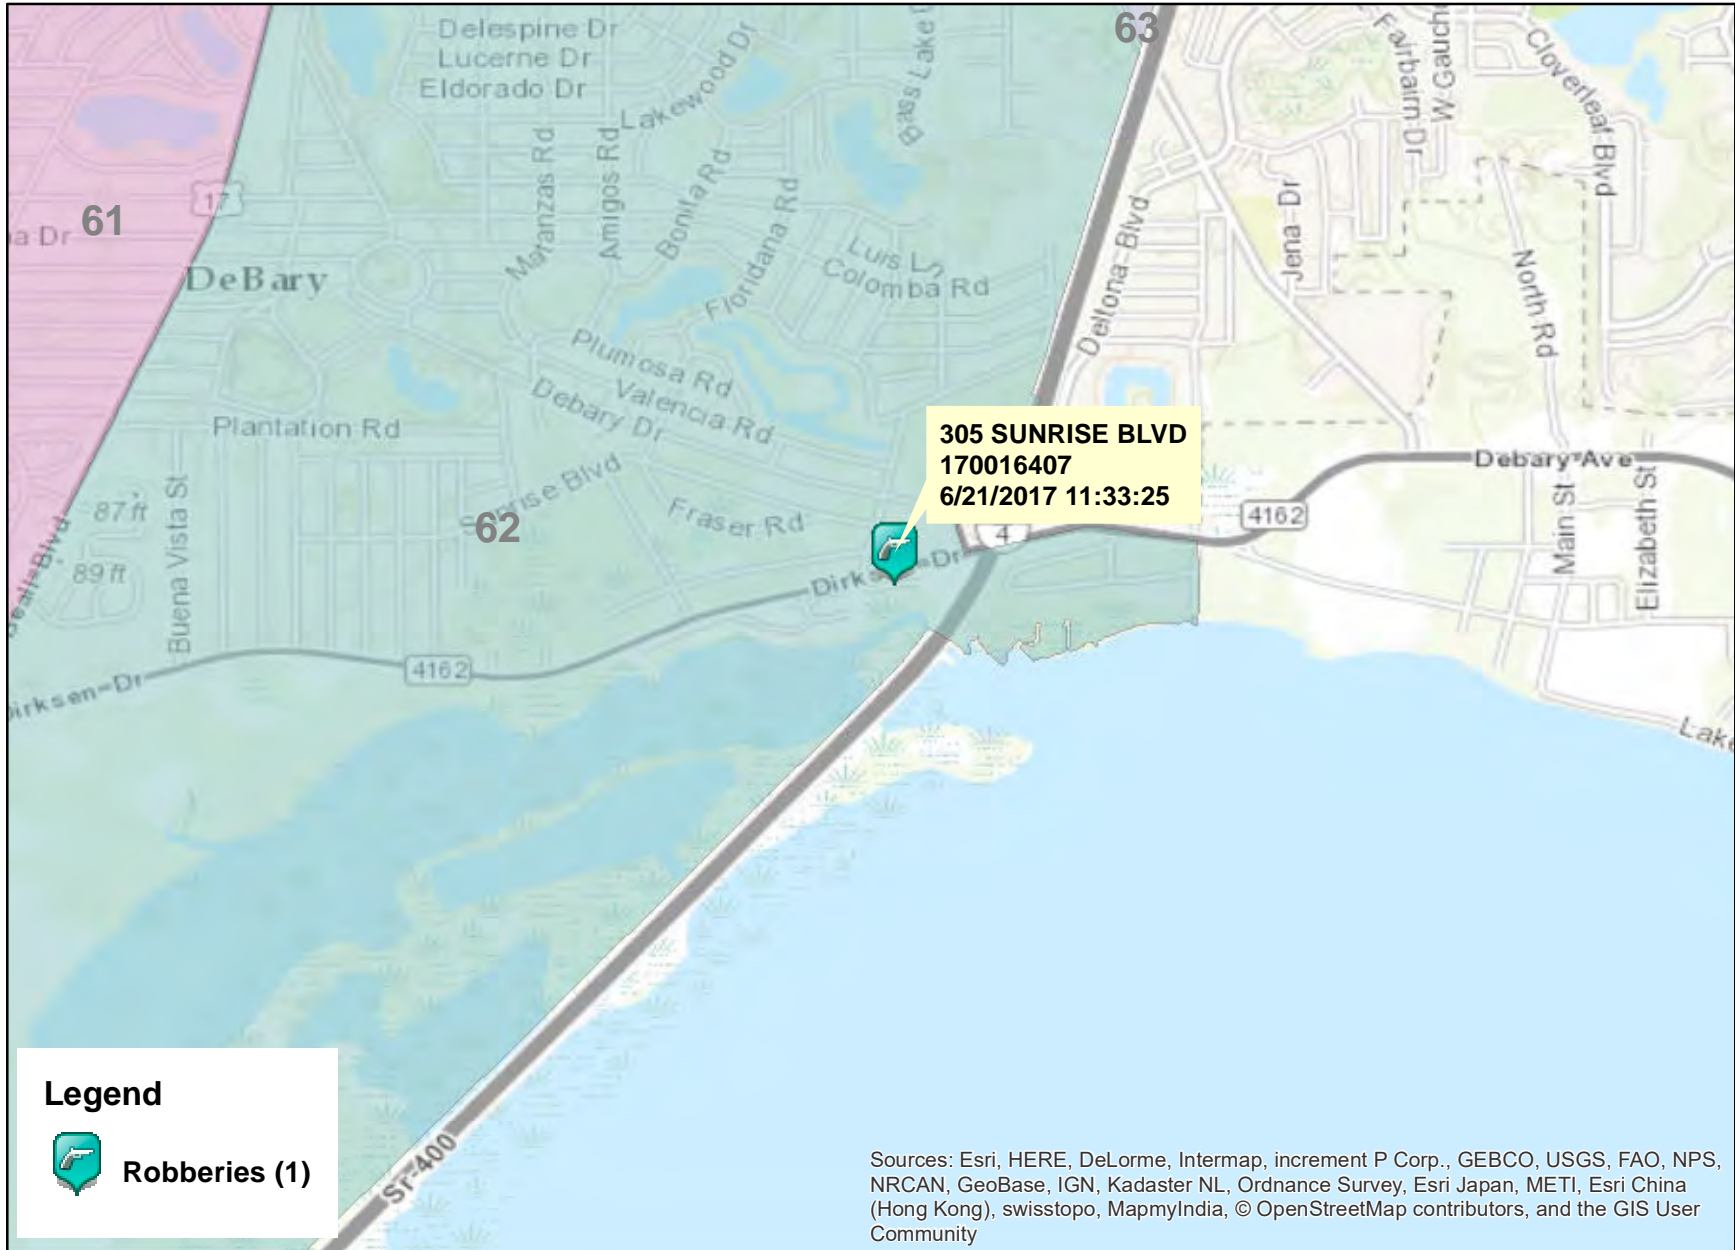 Delespine Dr
Lucerne Dr
Eldorado Dr
Lakewood Dr
63
Fairbairn Dr
W Gaucho
Cloverleaf Blvd
17
61
a Dr
DeBary
Matanzas Rd
Amigos Rd
Bonita Rd
Floridana Rd
Luis Ln
Colomba Rd
Deltona Blvd
Jena Dr
North Rd
Plumosa Rd
Valencia Rd
Debary Dr
Plantation Rd
305 SUNRISE BLVD
170016407
6/21/2017 11:33:25
Debary Ave
Sunrise Blvd
62
Fraser Rd
87 ft
89 ft
Buena Vista St
4
4162
Main St
Elizabeth St
Dirksen Dr
4162
Dirksen Dr
Lake
Sr-400
Legend
Robberies (1)
Sources: Esri, HERE, DeLorme, Intermap, increment P Corp., GEBCO, USGS, FAO, NPS,
NRCAN, GeoBase, IGN, Kadaster NL, Ordnance Survey, Esri Japan, METI, Esri China
(Hong Kong), swisstopo, MapmyIndia, © OpenStreetMap contributors, and the GIS User
Community